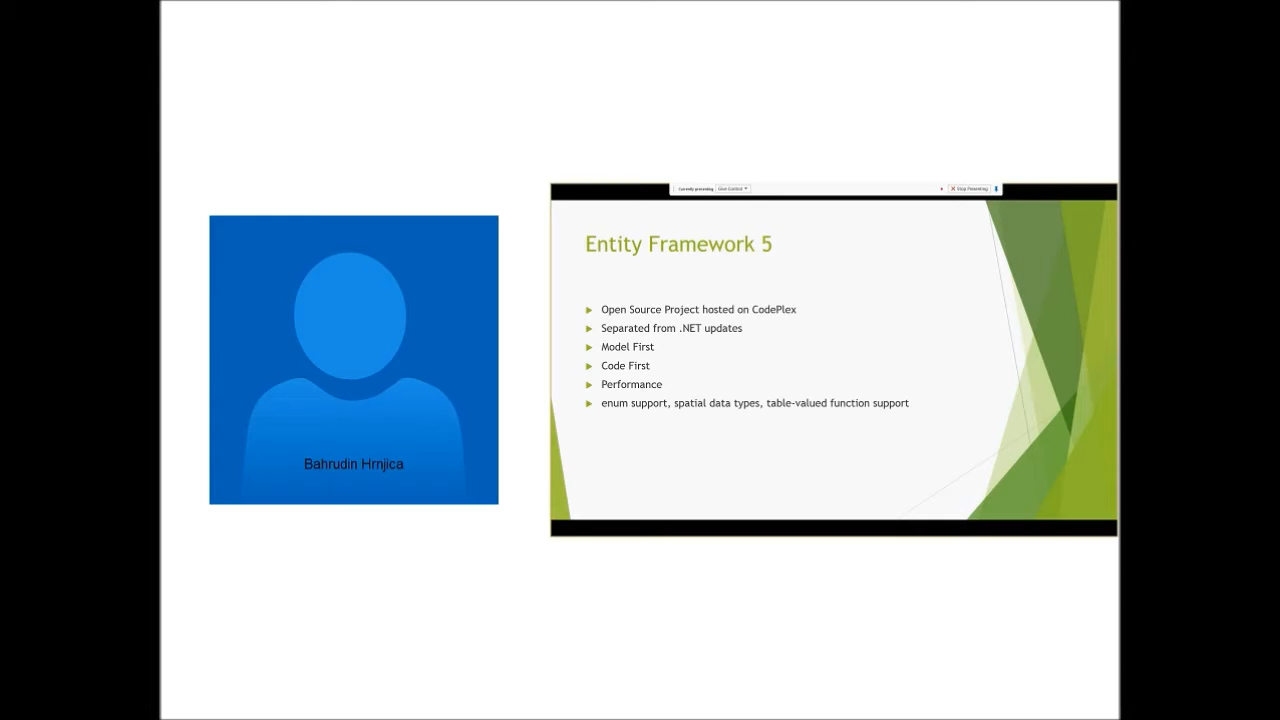 Currently presenting
Give Control
Stop Presenting
Entity Framework 5
Open Source Project hosted on CodePlex
Separated from .NET updates
Model First
Code First
Performance
enum support, spatial data types, table-valued function support
Bahrudin Hrnjica